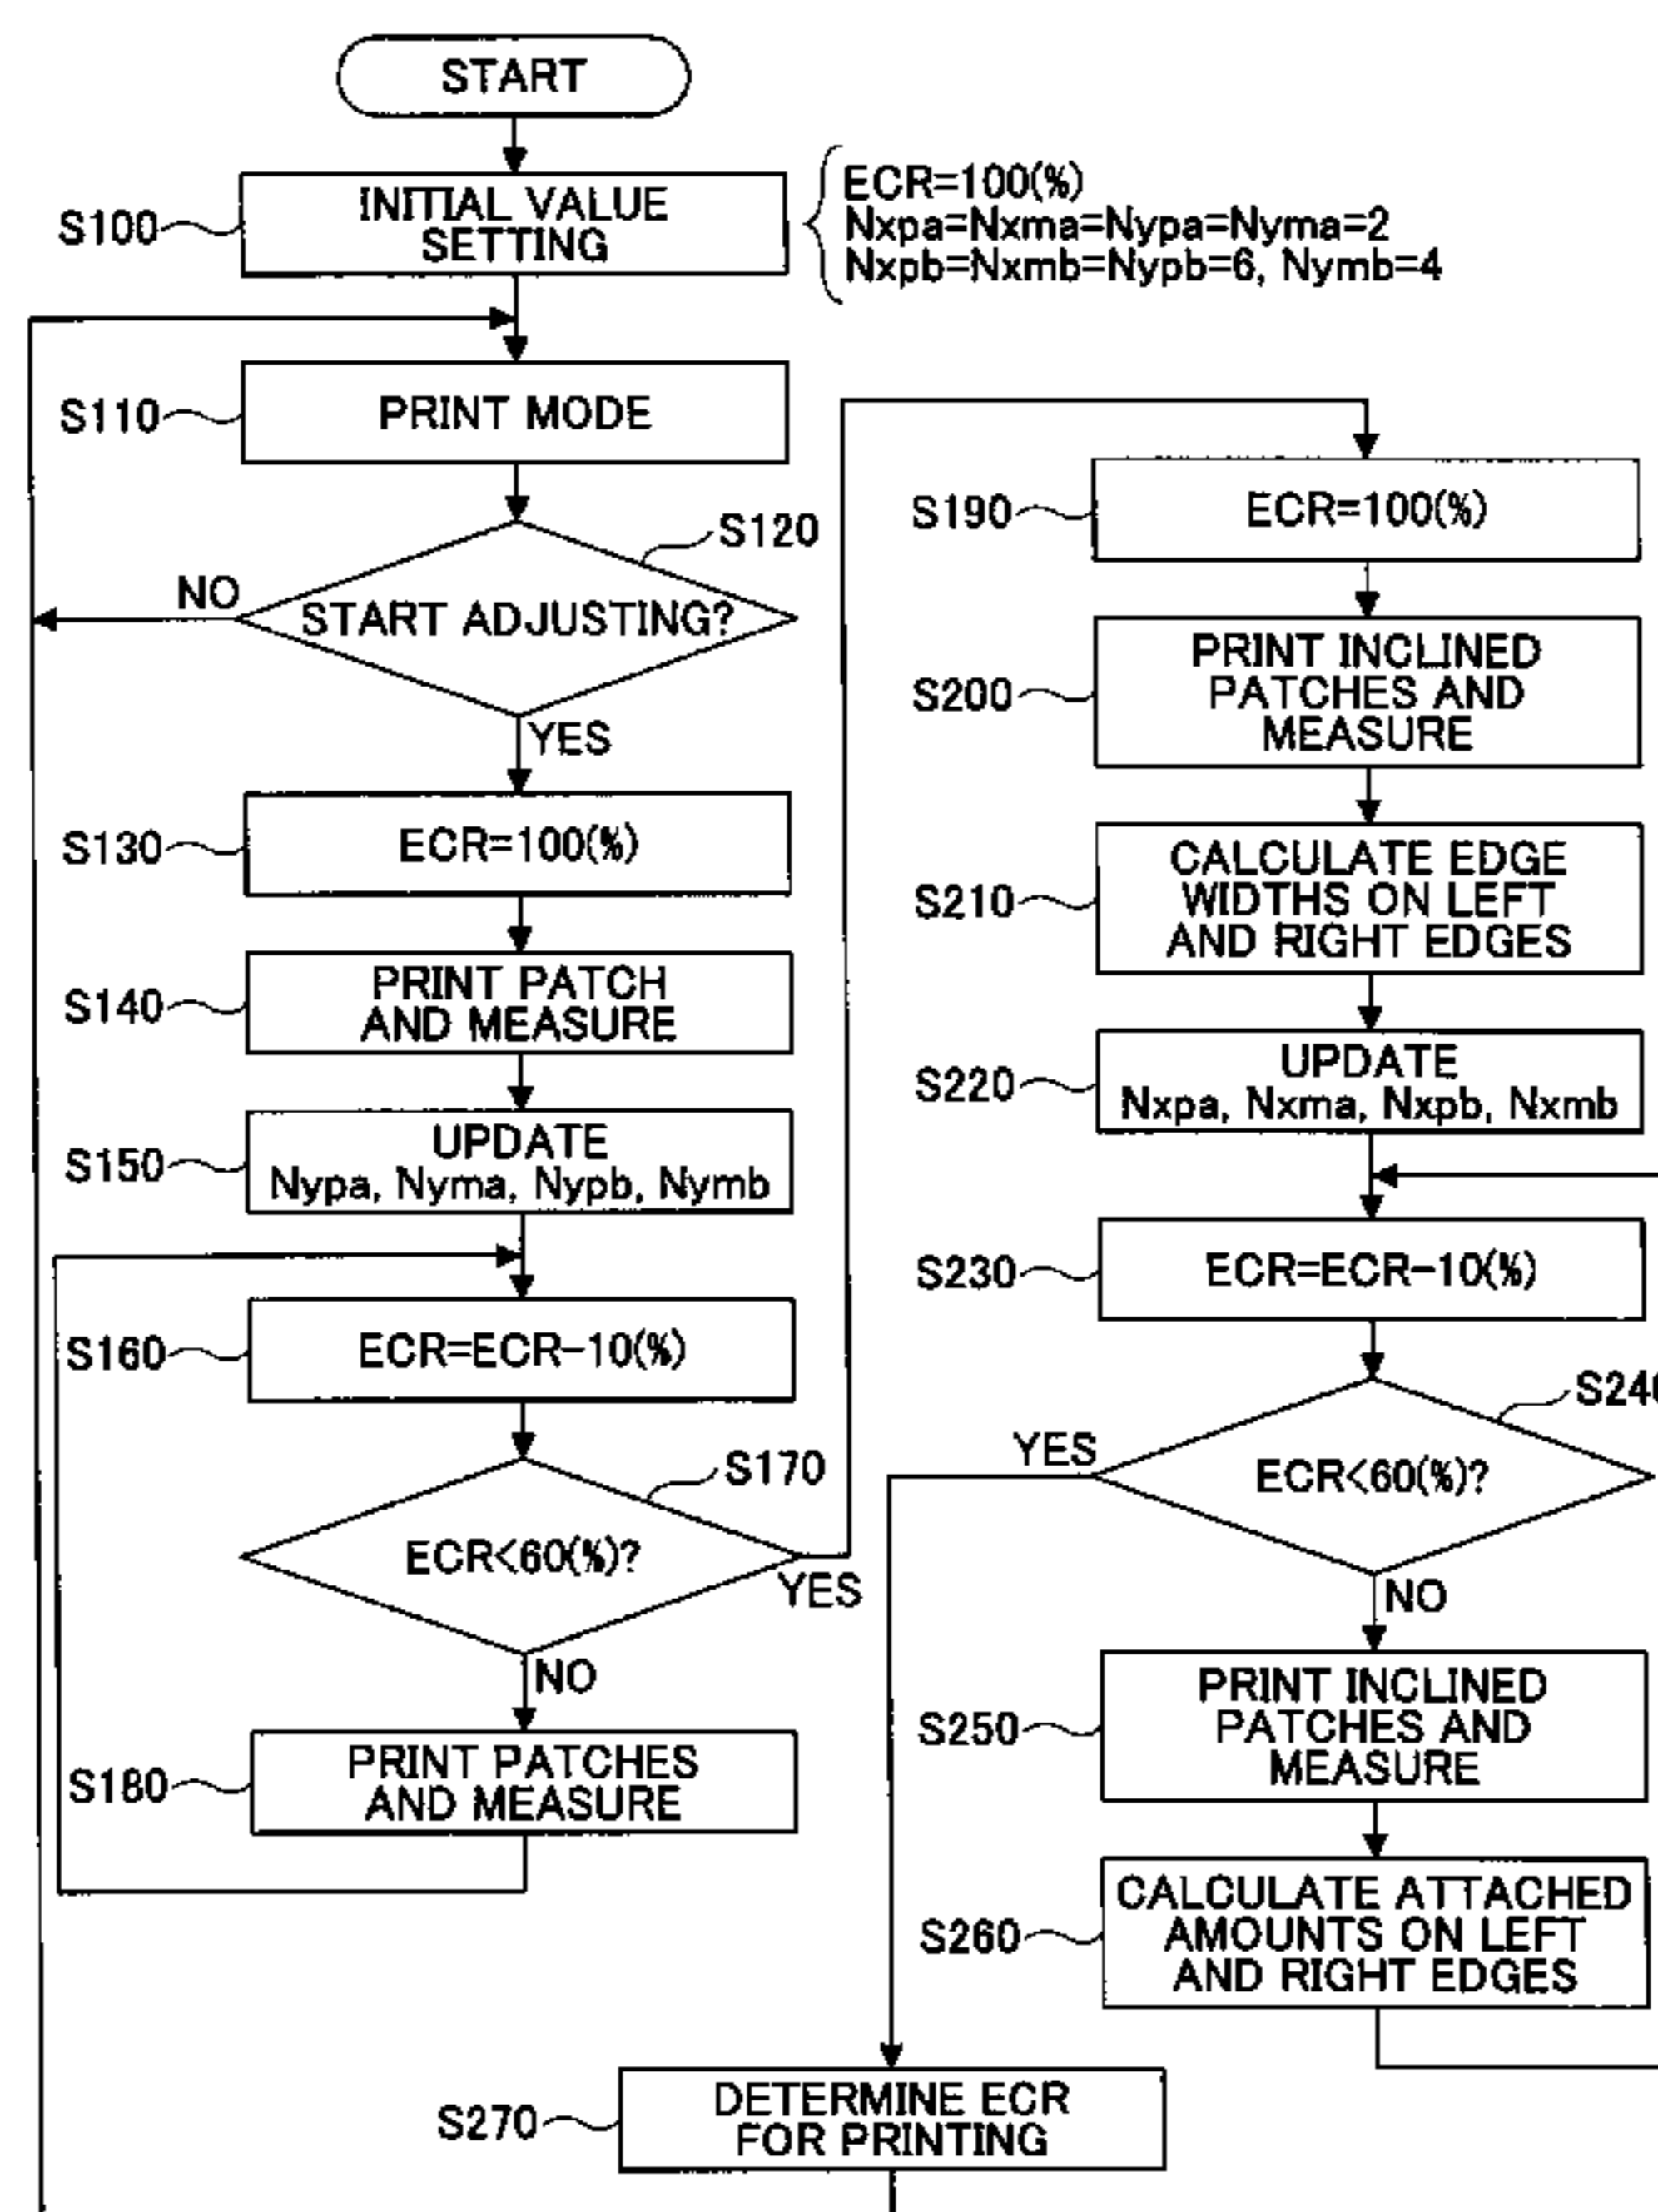 START
S100
INITIAL VALUE
SETTING
ECR=100(%)
Nxpa=Nxma=Nypa=Nyma=2
Nxpb=Nxmb=Nypb=6, Nymb=4
S110
PRINT MODE
S120
NO
START ADJUSTING?
YES
S130
ECR=100(%)
S140
PRINT PATCH
AND MEASURE
S150
UPDATE
Nypa, Nyma, Nypb, Nymb
S160
ECR=ECR-10(%)
S170
ECR<60(%)?
YES
NO
S180
PRINT PATCHES
AND MEASURE
S190
ECR=100(%)
S200
PRINT INCLINED
PATCHES AND
MEASURE
S210
CALCULATE EDGE
WIDTHS ON LEFT
AND RIGHT EDGES
S220
UPDATE
Nxpa, Nxma, Nxpb, Nxmb
S230
ECR=ECR-10(%)
S240
YES
ECR<60(%)?
NO
S250
PRINT INCLINED
PATCHES AND
MEASURE
S260
CALCULATE ATTACHED
AMOUNTS ON LEFT
AND RIGHT EDGES
S270
DETERMINE ECR
FOR PRINTING